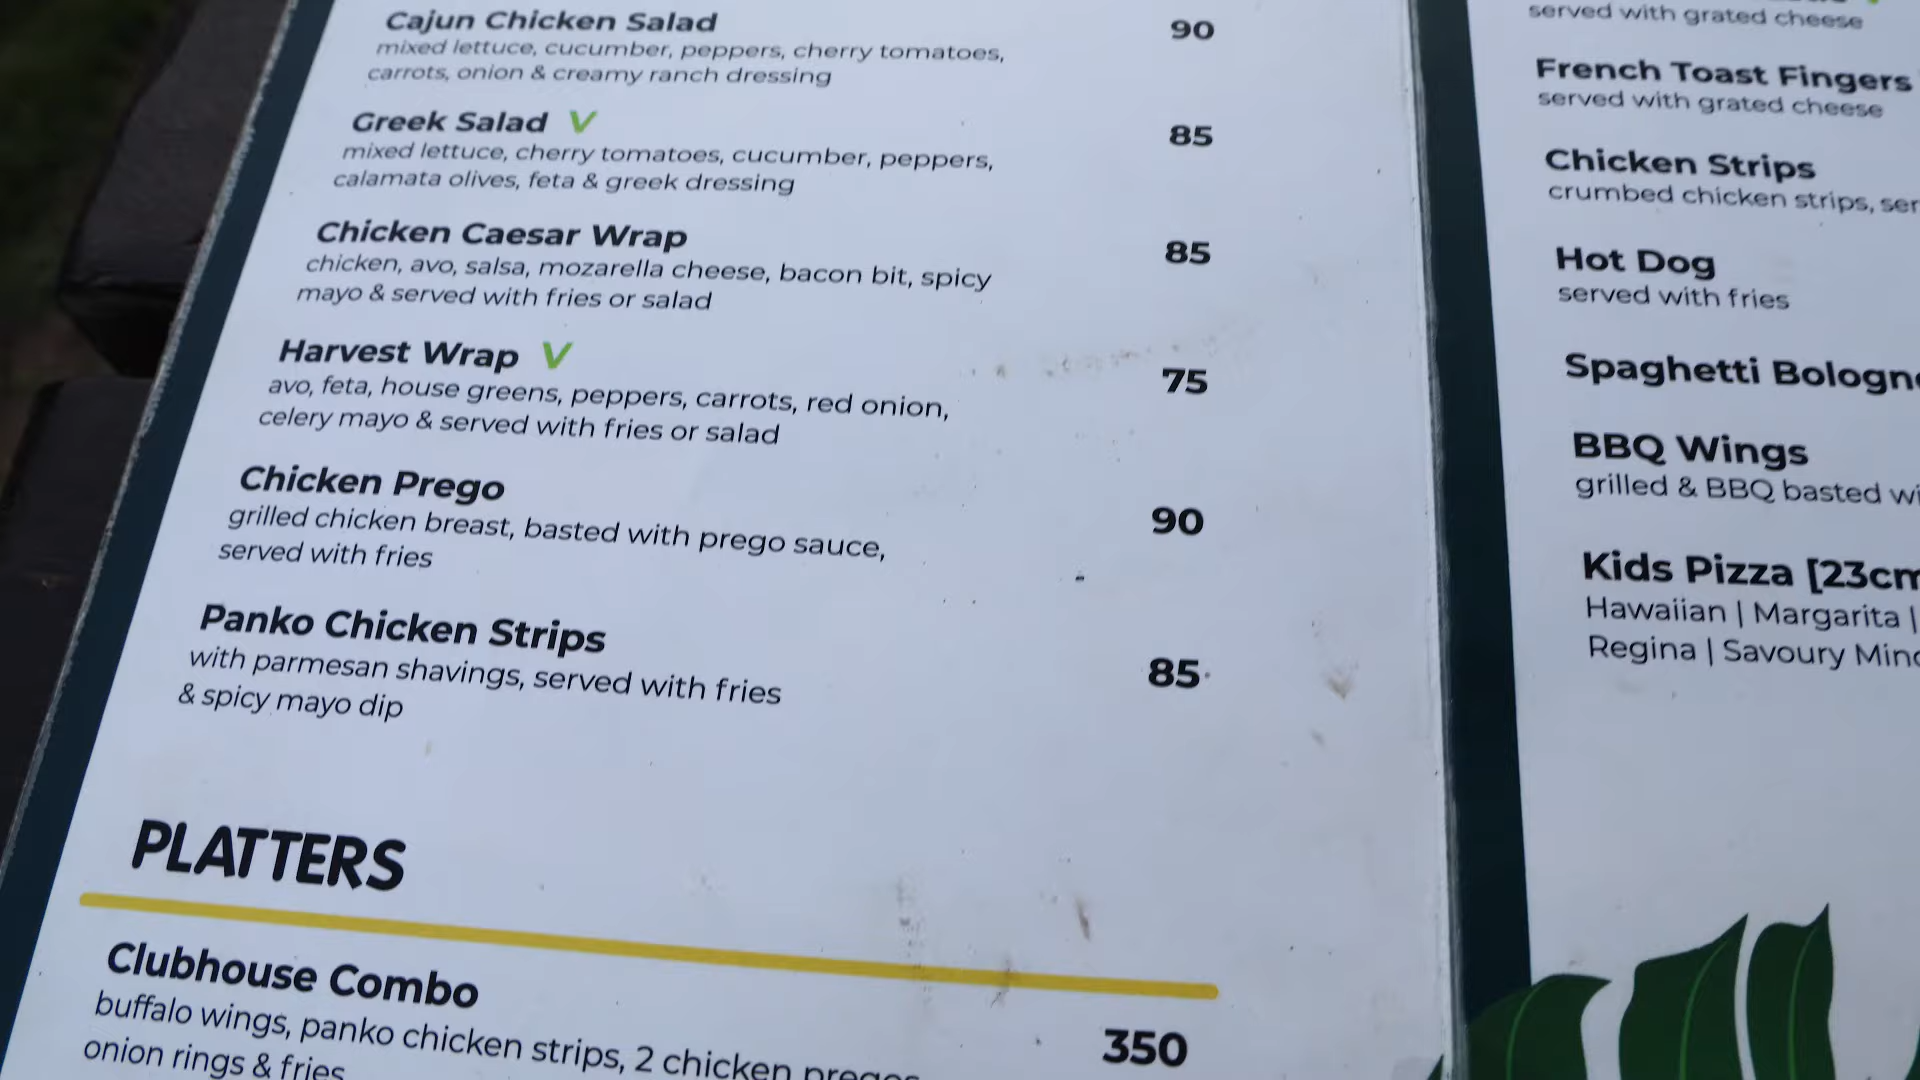 Cajun Chicken Salad 90
mixed lettuce, cucumber, peppers, cherry tomatoes,
carrots, onion & creamy ranch dressing
Greek Salad V 85
mixed lettuce, cherry tomatoes, cucumber, peppers,
calamata olives, feta & greek dressing
Chicken Caesar Wrap 85
chicken, avo, salsa, mozarella cheese, bacon bit, spicy
mayo & served with fries or salad
Harvest Wrap V 75
avo, feta, house greens, peppers, carrots, red onion,
celery mayo & served with fries or salad
Chicken Prego 90
grilled chicken breast, basted with prego sauce,
served with fries
Panko Chicken Strips 85
with parmesan shavings, served with fries
& spicy mayo dip
PLATTERS
Clubhouse Combo 350
buffalo wings, panko chicken strips, 2 chicken pregos
onion rings & fries
served with grated cheese
French Toast Fingers
served with grated cheese
Chicken Strips
crumbed chicken strips,
Hot Dog
served with fries
Spaghetti
BBQ Wings
grilled & BBQ basted
Kids Pizza [23cm
Hawaiian | Margarita |
Regina | Savoury